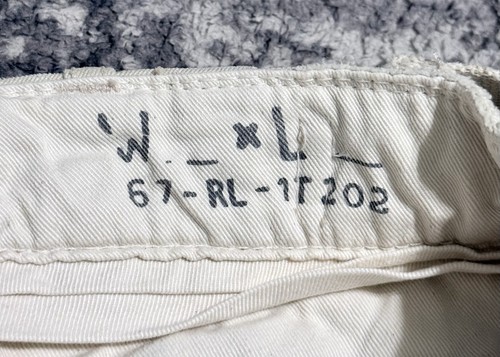 W _ × L _
67-RL-1T202